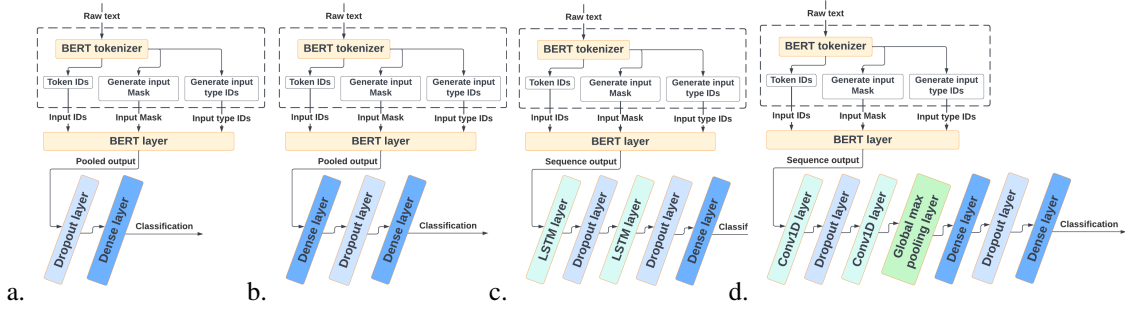 Raw text
BERT tokenizer
Token IDs
Generate input
Mask
Generate input
type IDs
Input IDs
Input Mask
Input type IDs
BERT layer
Pooled output
Dropout layer
Dense layer
Classification
a.
Raw text
BERT tokenizer
Token IDs
Generate input
Mask
Generate input
type IDs
Input IDs
Input Mask
Input type IDs
BERT layer
Pooled output
Dense layer
Dropout layer
Dense layer
Classification
b.
Raw text
BERT tokenizer
Token IDs
Generate input
Mask
Generate input
type IDs
Input IDs
Input Mask
Input type IDs
BERT layer
Sequence output
LSTM layer
Dropout layer
LSTM layer
Dropout layer
Dense layer
Classif
c.
Raw text
BERT tokenizer
Token IDs
Generate input
Mask
Generate input
type IDs
Input IDs
Input Mask
Input type IDs
BERT layer
Sequence output
Conv1D layer
Dropout layer
Conv1D layer
Global max
pooling layer
Dense layer
Dropout layer
Dense layer
Classification
d.